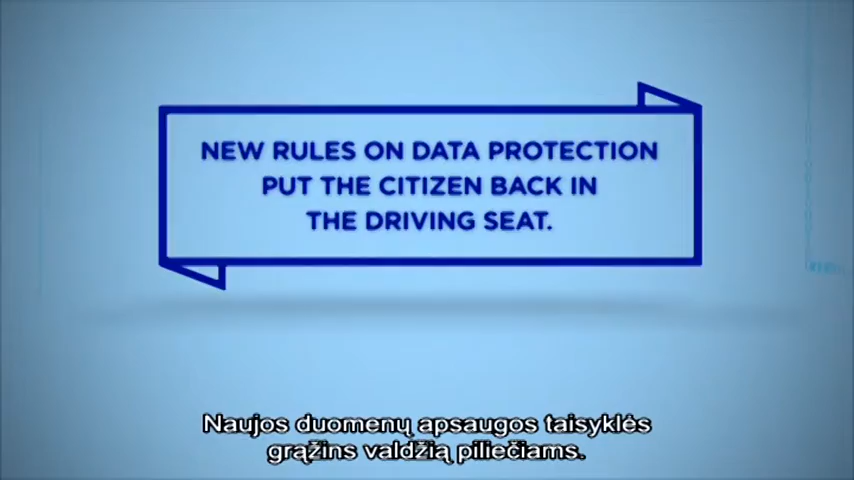 NEW RULES ON DATA PROTECTION
PUT THE CITIZEN BACK IN
THE DRIVING SEAT.
Naujos duomenų apsaugos taisyklės
grąžins valdžią piliečiams.